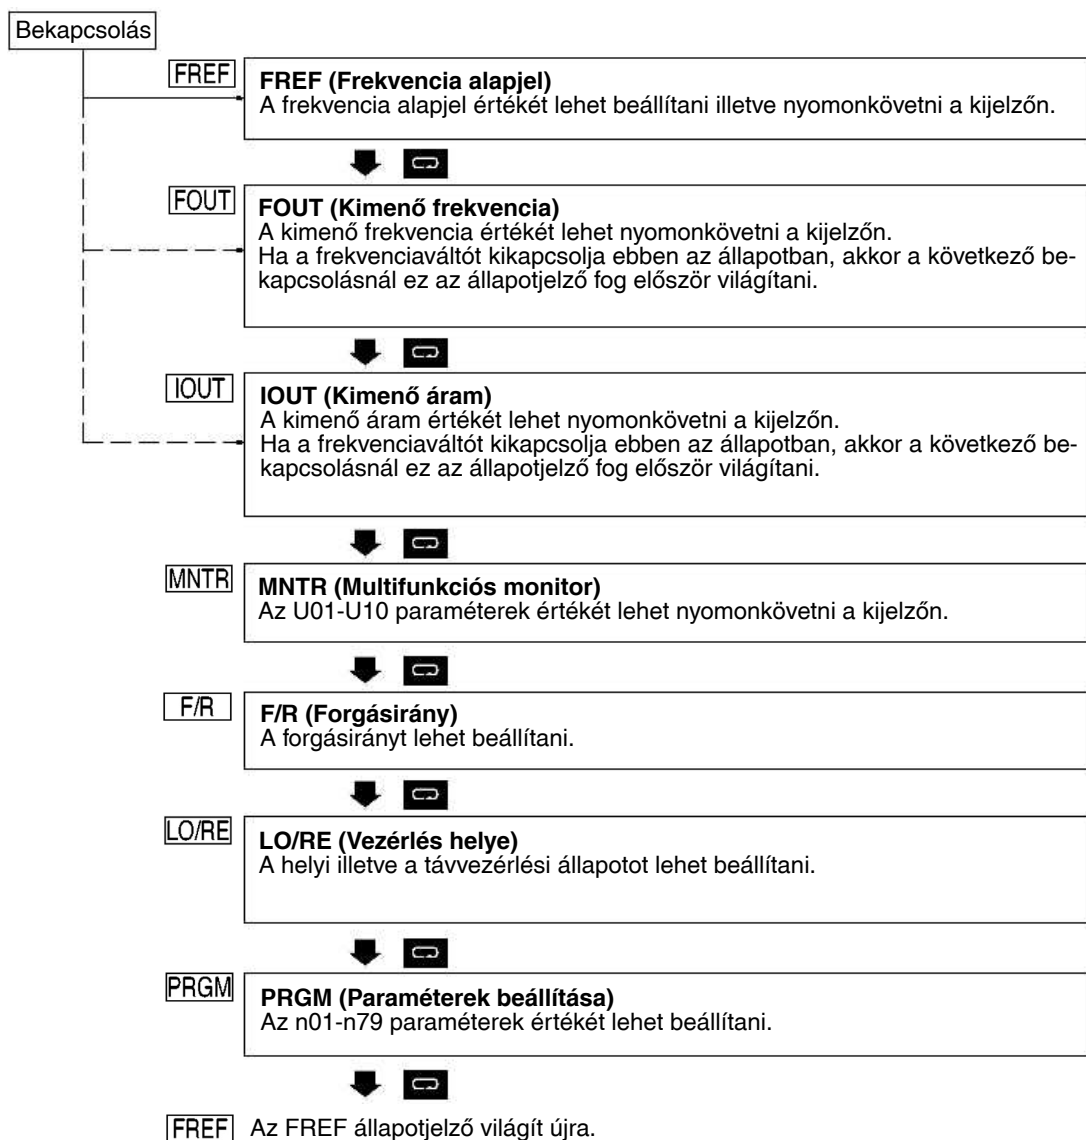 Bekapcsolás
FREF
FREF (Frekvencia alapjel)
A frekvencia alapjel értékét lehet beállítani illetve nyomonkövetni a kijelzőn.
FOUT
FOUT (Kimenő frekvencia)
A kimenő frekvencia értékét lehet nyomonkövetni a kijelzőn.
Ha a frekvenciaváltót kikapcsolja ebben az állapotban, akkor a következő be-
kapcsolásnál ez az állapotjelző fog először világítani.
IOUT
IOUT (Kimenő áram)
A kimenő áram értékét lehet nyomonkövetni a kijelzőn.
Ha a frekvenciaváltót kikapcsolja ebben az állapotban, akkor a következő be-
kapcsolásnál ez az állapotjelző fog először világítani.
MNTR
MNTR (Multifunkciós monitor)
Az U01-U10 paraméterek értékét lehet nyomonkövetni a kijelzőn.
F/R
F/R (Forgásirány)
A forgásirányt lehet beállítani.
LO/RE
LO/RE (Vezérlés helye)
A helyi illetve a távvezérlési állapotot lehet beállítani.
PRGM
PRGM (Paraméterek beállítása)
Az n01-n79 paraméterek értékét lehet beállítani.
FREF Az FREF állapotjelző világít újra.